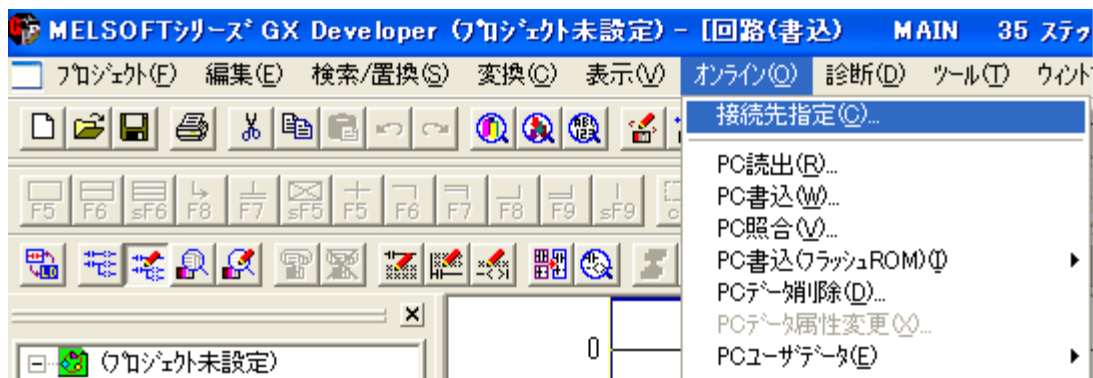 MELSOFTシリーズ GX Developer (プロジェクト未設定) - [回路(書込) MAIN 35 ステッ
プロジェクト(F) 編集(E) 検索/置換(S) 変換(C) 表示(V) オンライン(O) 診断(D) ツール(T) ウィンド
接続先指定(C)...
PC読出(R)...
PC書込(W)...
PC照合(V)...
PC書込(フラッシュROM)(I)
PCデータ削除(D)...
PCデータ属性変更(X)...
PCユーザデータ(E)
F5 F6 sF6 F8 F7 sF5 F5 F6 F7 F8 F9 sF9 c
LD
(プロジェクト未設定)
0